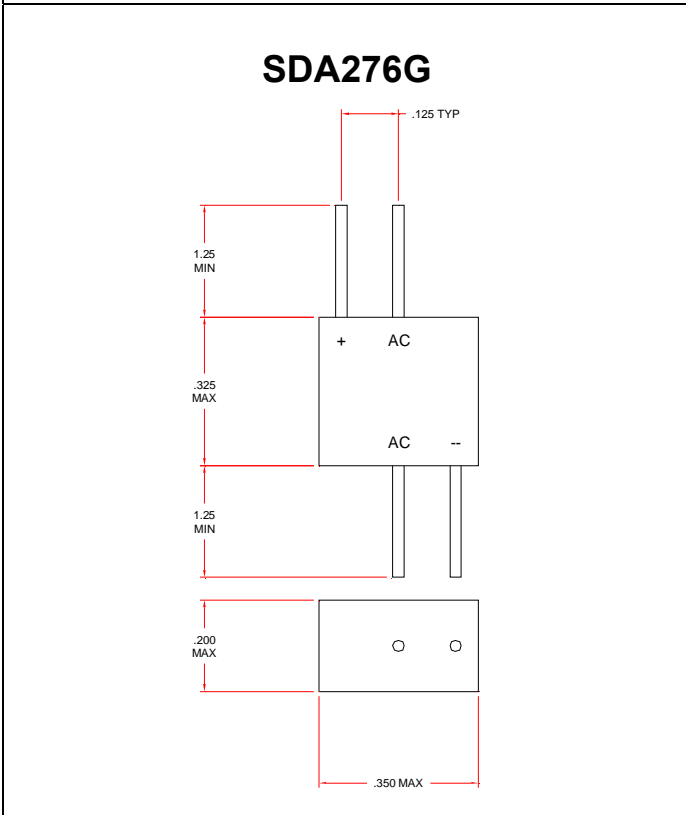 SDA276G
.125 TYP
1.25
MIN
+ AC
.325
MAX
AC --
1.25
MIN
.200
MAX
.350 MAX